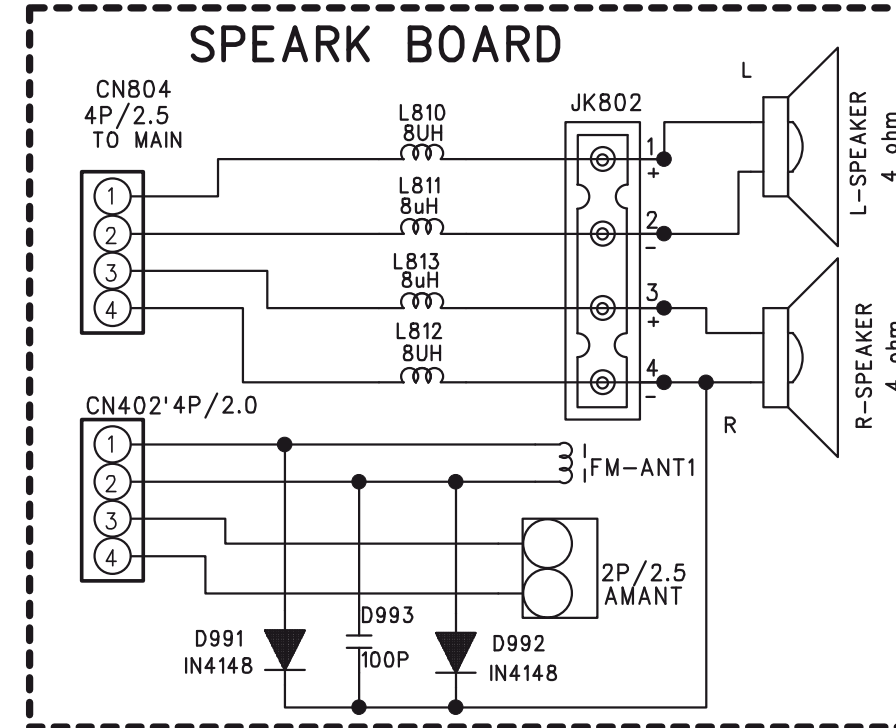 SPEARK BOARD
CN804
4P/2.5
TO MAIN
1
2
3
4
L810
8UH
L811
8uH
L813
8uH
L812
8UH
JK802
1
+
2
-
3
+
4
-
L
L-SPEAKER
4 ohm
R-SPEAKER
4 ohm
R
CN402'4P/2.0
1
2
3
4
FM-ANT1
2P/2.5
AMANT
D991
IN4148
D993
100P
D992
IN4148